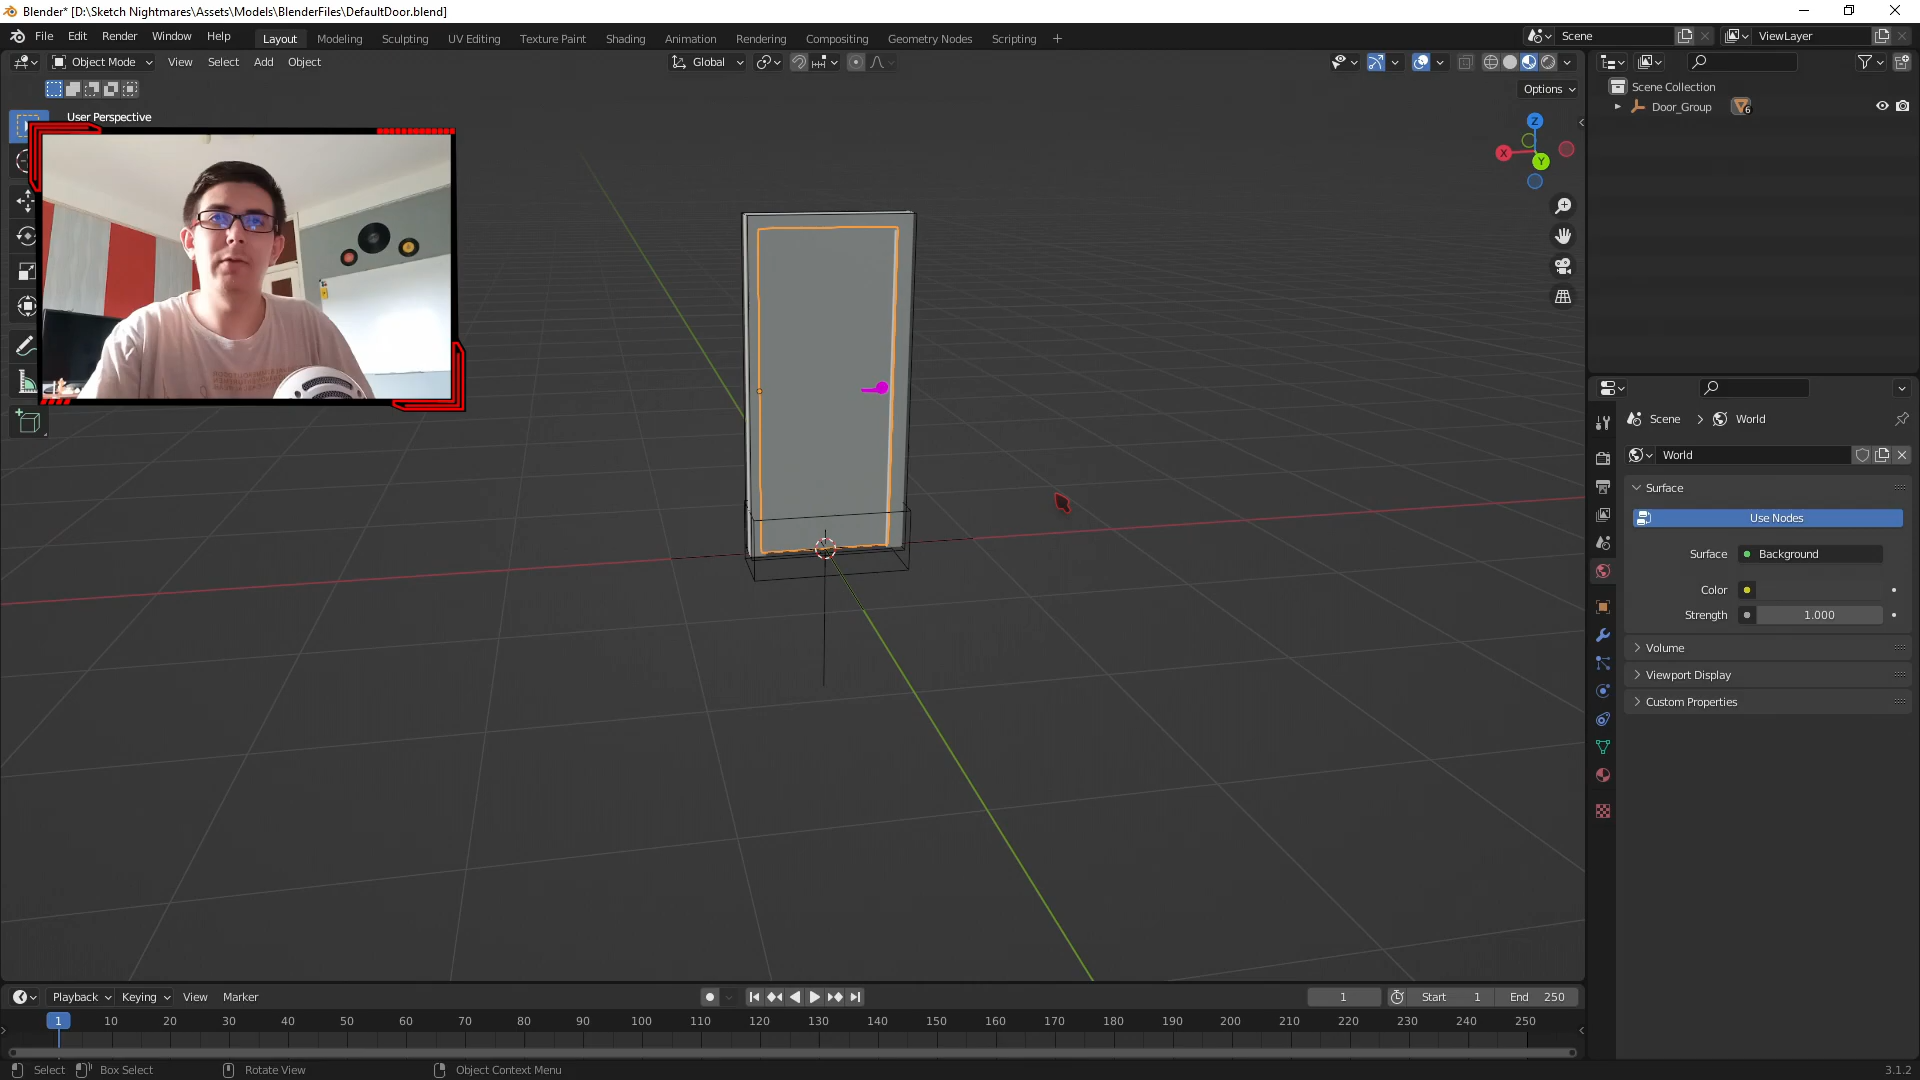 Blender* [D:\Sketch Nightmares\Assets\Models\BlenderFiles\DefaultDoor.blend]
File Edit Render Window Help Layout Modeling Sculpting UV Editing Texture Paint Shading Animation Rendering Compositing Geometry Nodes Scripting Scene ViewLayer
Object Mode View Select Add Object Global
Options
Scene Collection
Door_Group 6
User Perspective
Z
X
Y
Scene World
World
Surface
Use Nodes
Surface Background
Color
Strength 1.000
Volume
Viewport Display
Custom Properties
Playback Keying View Marker 1 Start 1 End 250
1 10 20 30 40 50 60 70 80 90 100 110 120 130 140 150 160 170 180 190 200 210 220 230 240 250
Select Box Select Rotate View Object Context Menu 3.1.2